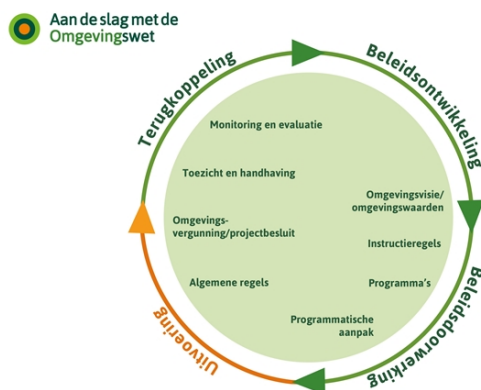 Aan de slag met de
Omgevingswet
Terugkoppeling
Beleidsontwikkeling
Monitoring en evaluatie
Toezicht en handhaving
Omgevingsvisie/
omgevingswaarden
Omgevings-
vergunning/projectbesluit
Instructieregels
Algemene regels
Programma's
Programmatische
aanpak
Uitvoering
Beleidsdoorwerking